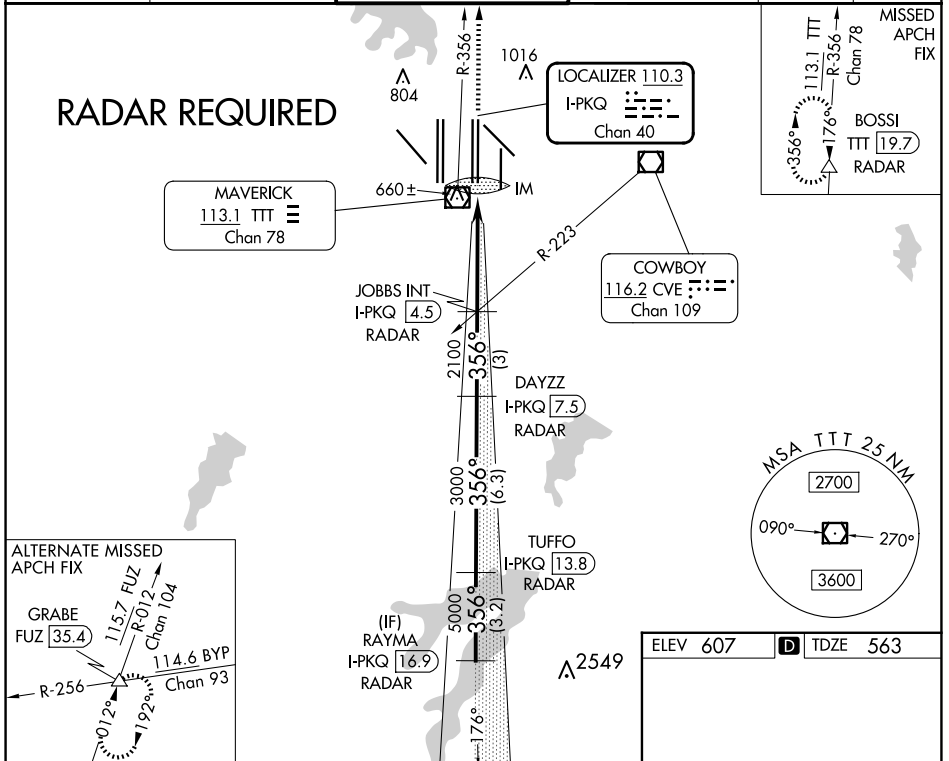 RADAR REQUIRED
804
R-356
1016
LOCALIZER 110.3
I-PKQ
Chan 40
MISSED
APCH
FIX
113.1 TTT
R-356
Chan 78
356°
176°
BOSSI
TTT 19.7
RADAR
MAVERICK
113.1 TTT
Chan 78
660 ±
IM
R-223
COWBOY
116.2 CVE
Chan 109
JOBBS INT
I-PKQ 4.5
RADAR
2100
356°
(3)
DAYZZ
I-PKQ 7.5
RADAR
3000
356°
(6.3)
TUFFO
I-PKQ 13.8
RADAR
5000
356°
(3.2)
(IF)
RAYMA
I-PKQ 16.9
RADAR
176°
2549
MSA TTT 25 NM
2700
090°
270°
3600
ALTERNATE MISSED
APCH FIX
115.7 FUZ
R-012
Chan 104
GRABE
FUZ 35.4
114.6 BYP
Chan 93
R-256
012°
192°
ELEV 607 D TDZE 563